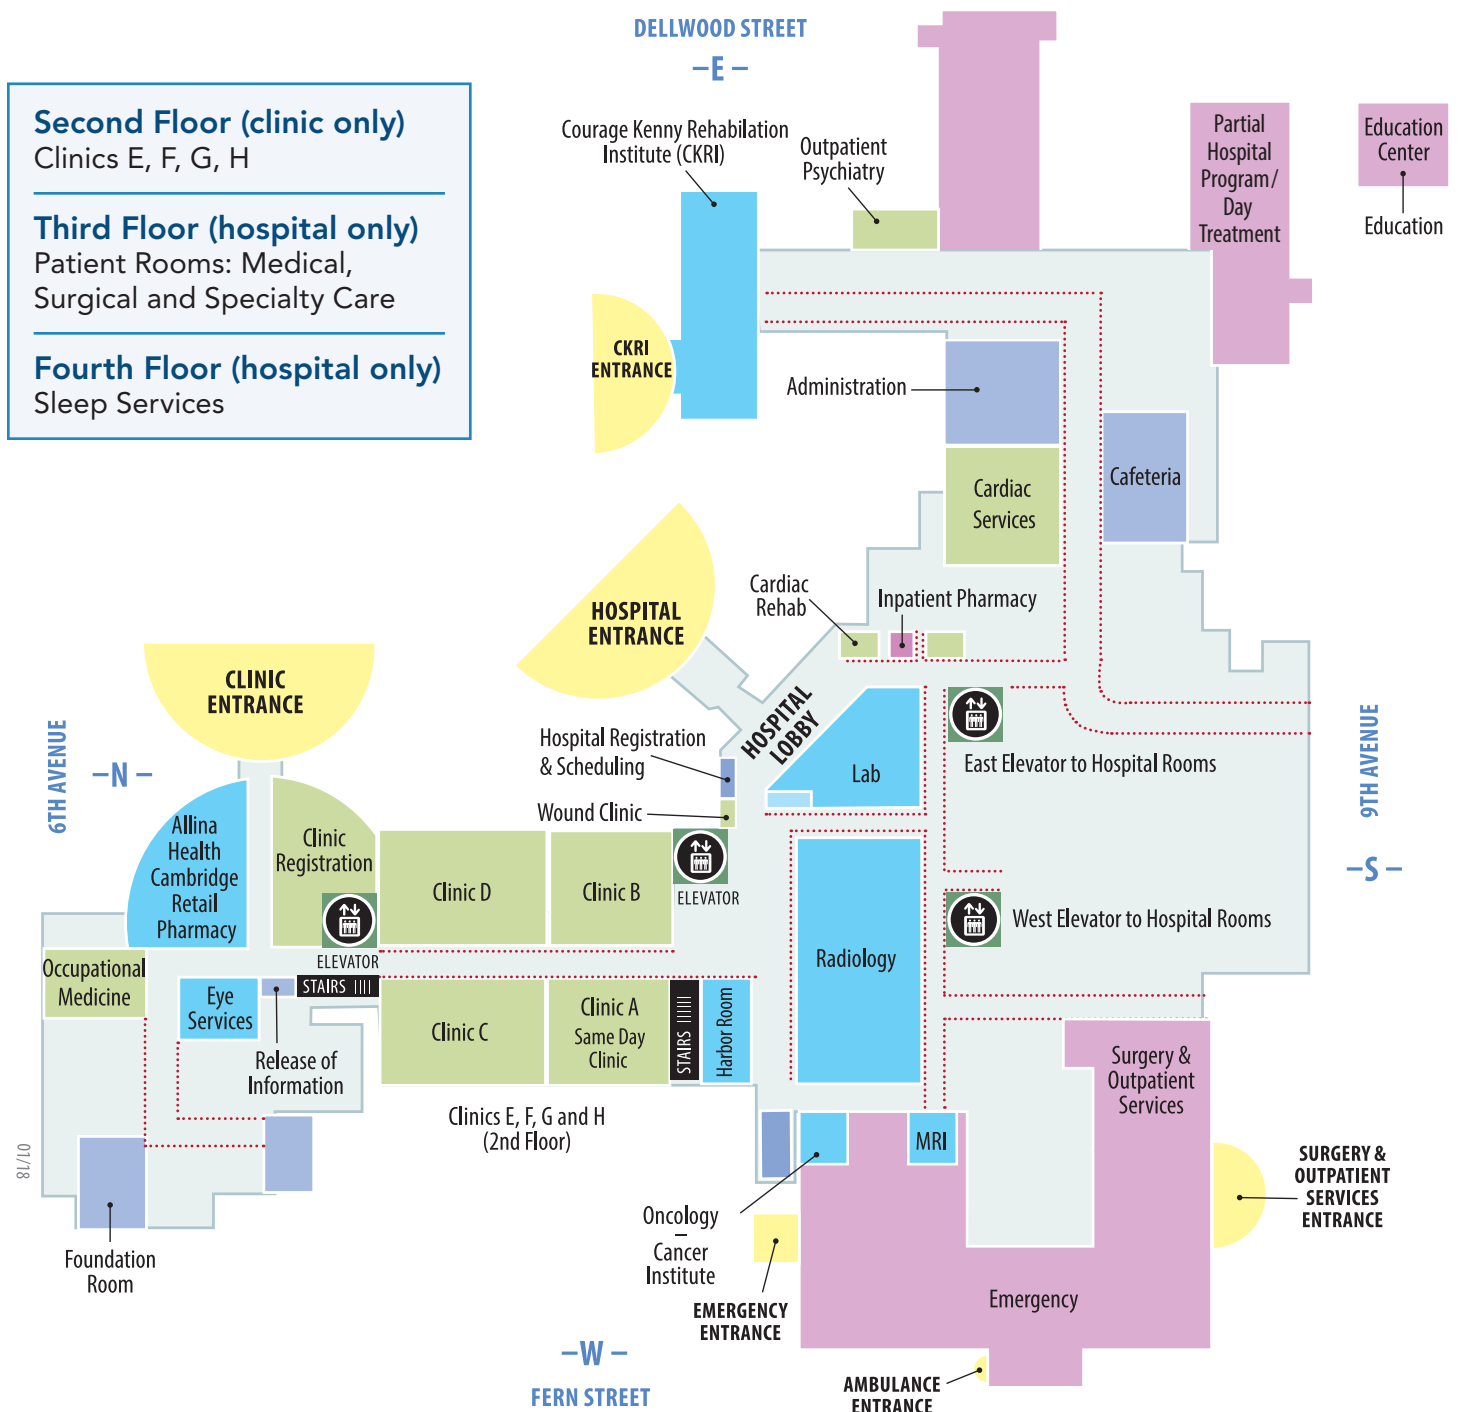 DELLWOOD STREET
– E –
Second Floor (clinic only)
Clinics E, F, G, H
Third Floor (hospital only)
Patient Rooms: Medical,
Surgical and Specialty Care
Fourth Floor (hospital only)
Sleep Services
Courage Kenny Rehabilation
Institute (CKRI)
Outpatient
Psychiatry
Partial
Hospital
Program/
Day
Treatment
Education
Center
Education
CKRI
ENTRANCE
Administration
Cafeteria
Cardiac
Services
Cardiac
Rehab
Inpatient Pharmacy
HOSPITAL
ENTRANCE
CLINIC
ENTRANCE
HOSPITAL
LOBBY
6TH AVENUE
– N –
Hospital Registration
& Scheduling
Wound Clinic
Lab
East Elevator to Hospital Rooms
9TH AVENUE
– S –
Allina
Health
Cambridge
Retail
Pharmacy
Clinic
Registration
Clinic D
Clinic B
ELEVATOR
ELEVATOR
West Elevator to Hospital Rooms
Radiology
Occupational
Medicine
Eye
Services
STAIRS
Release of
Information
Clinic C
Clinic A
Same Day
Clinic
STAIRS
Harbor Room
Clinics E, F, G and H
(2nd Floor)
Surgery &
Outpatient
Services
MRI
01/18
Foundation
Room
Oncology
–
Cancer
Institute
EMERGENCY
ENTRANCE
SURGERY &
OUTPATIENT
SERVICES
ENTRANCE
Emergency
– W –
FERN STREET
AMBULANCE
ENTRANCE